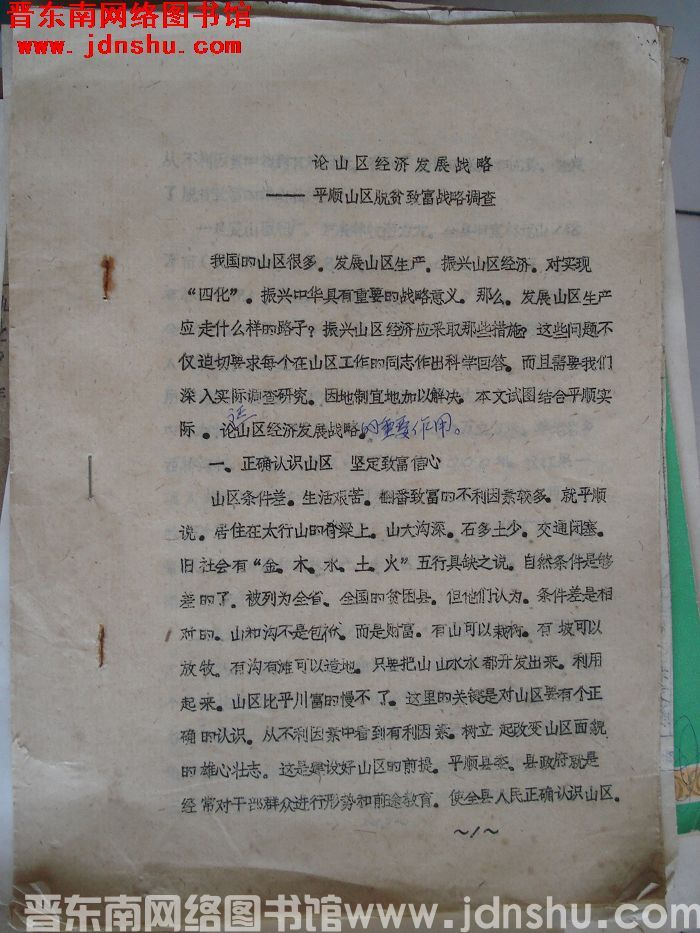 晋东南网络图书馆
www.jdnshu.com
论山区经济发展战略
——平顺山区脱贫致富战略调查
我国的山区很多。发展山区生产。振兴山区经济。对实现
“四化”。振兴中华具有重要的战略意义。那么。发展山区生产
应走什么样的路子？振兴山区经济应采取那些措施？这些问题不
仅迫切要求每个在山区工作的同志作出科学回答。而且需要我们
深入实际调查研究。因地制宜地加以解决。本文试图结合平顺实
际。论山区经济发展战略的重要作用。
一、正确认识山区 坚定致富信心
山区条件差。生活艰苦。翻番致富的不利因素较多。就平顺
说。居住在太行山的脊梁上。山大沟深。石多土少。交通闭塞。
旧社会有“金。木。水。土。火”五行具缺之说。自然条件是够
差的了。被列为全省、全国的贫困县。但他们认为。条件差是相
对的。山和沟不是包袱。而是财富。有山可以栽树。有坡可以
放牧。有沟有滩可以造地。只要把山山水水都开发出来。利用
起来。山区比平川富的慢不了。这里的关键是对山区要有个正
确的认识。从不利因素中看到有利因素。树立起改变山区面貌
的雄心壮志。这是建设好山区的前提。平顺县委。县政府就是
经常对干部群众进行形势和前途教育。使全县人民正确认识山区。
～1～
晋东南网络图书馆www.jdnshu.com